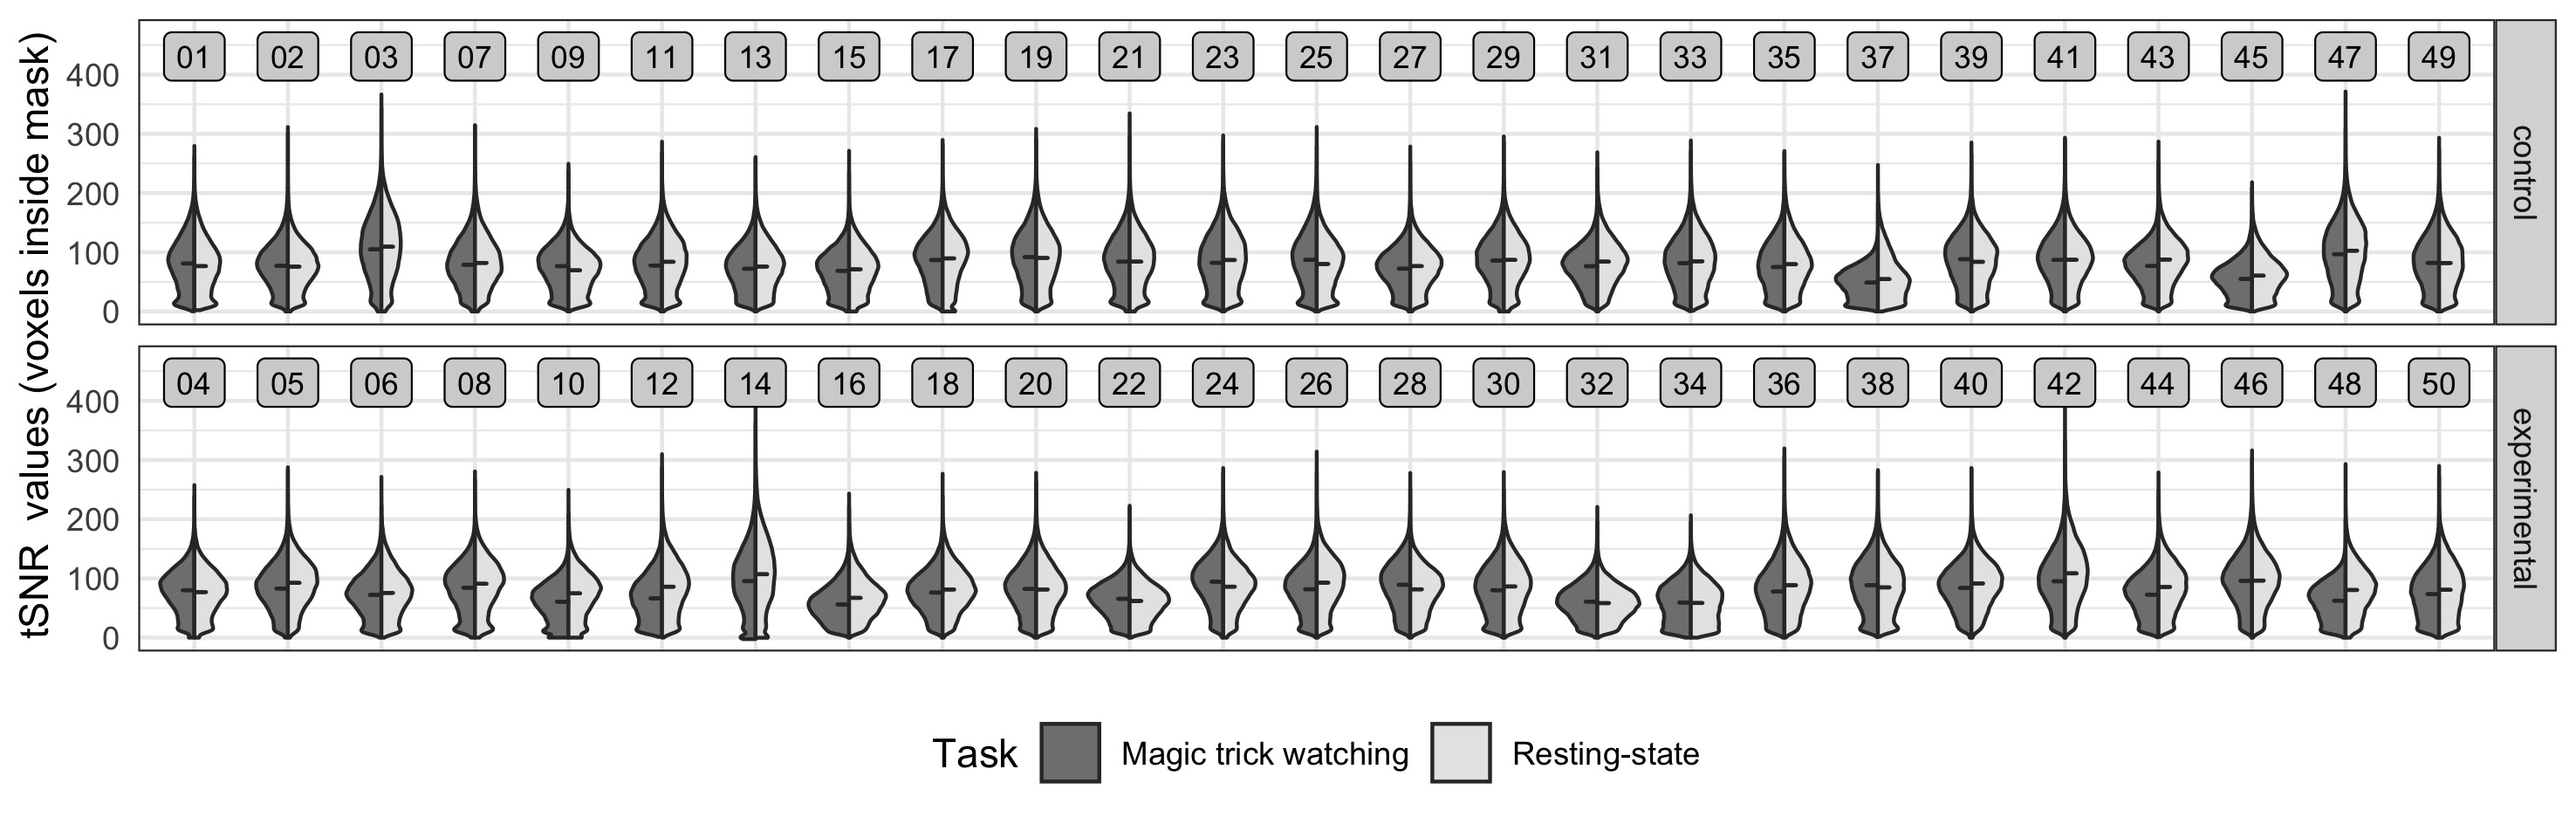 tSNR values (voxels inside mask)
01 02 03 07 09 11 13 15 17 19 21 23 25 27 29 31 33 35 37 39 41 43 45 47 49
400
300
200
100
0
control
04 05 06 08 10 12 14 16 18 20 22 24 26 28 30 32 34 36 38 40 42 44 46 48 50
400
300
200
100
0
experimental
Task Magic trick watching Resting-state